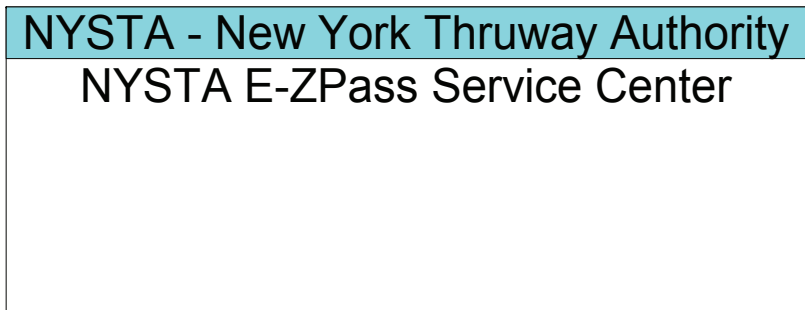 NYSTA - New York Thruway Authority
NYSTA E-ZPass Service Center